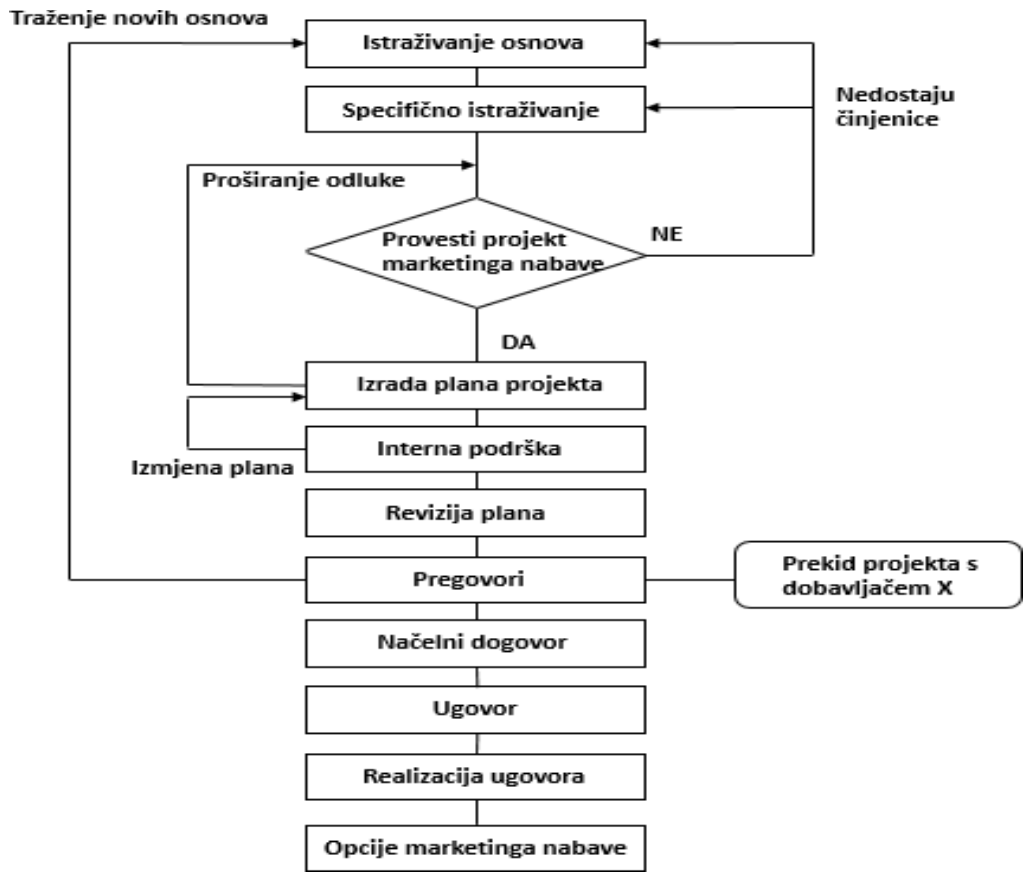 Traženje novih osnova
Istraživanje osnova
Specifično istraživanje
Nedostaju
činjenice
Proširanje odluke
Provesti projekt
marketinga nabave
NE
DA
Izrada plana projekta
Interna podrška
Izmjena plana
Revizija plana
Pregovori
Prekid projekta s
dobavljačem X
Načelni dogovor
Ugovor
Realizacija ugovora
Opcije marketinga nabave